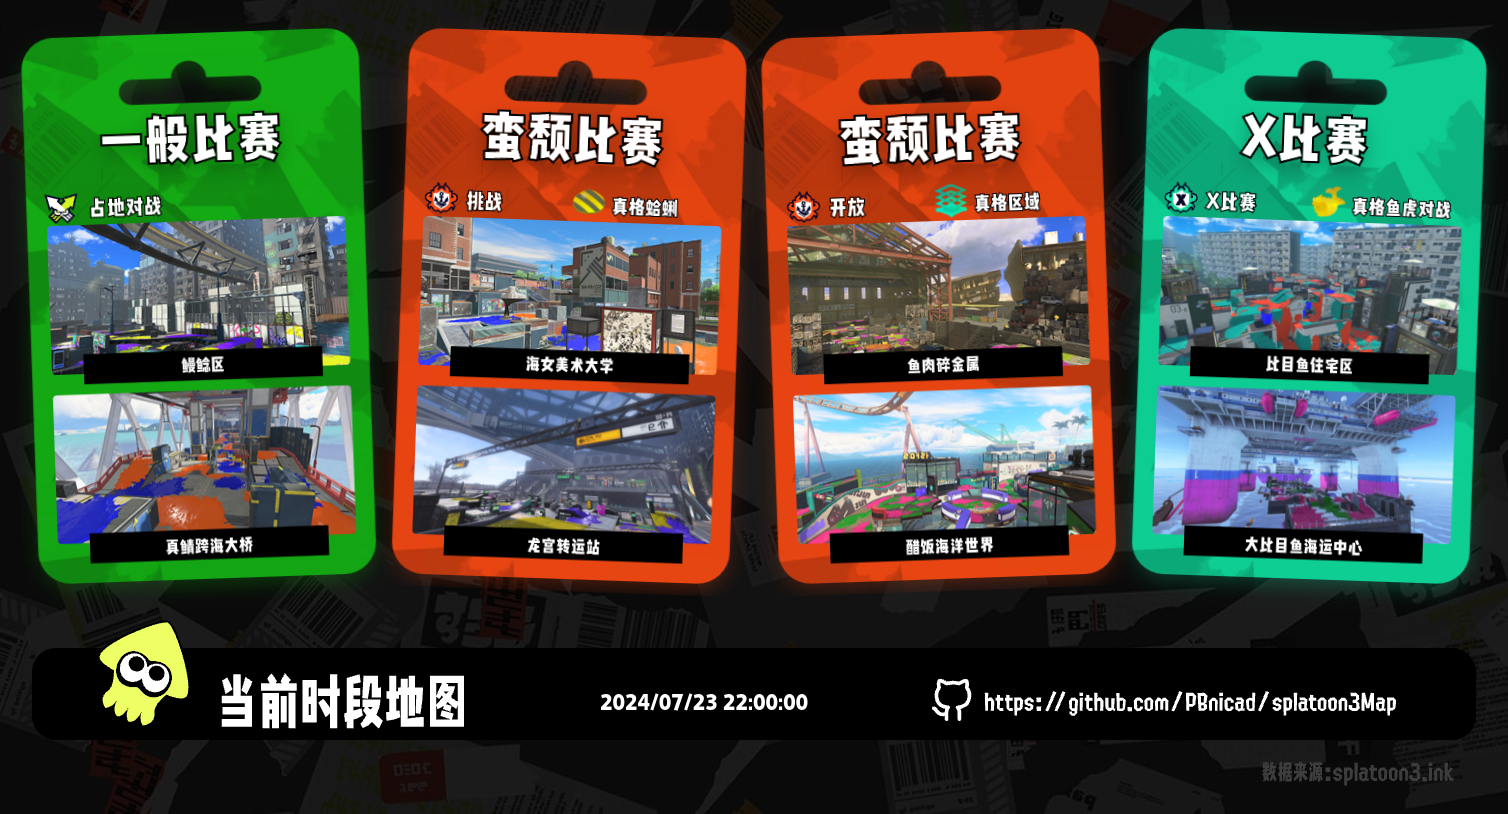 一般比赛
占地对战
鳗鲶区
真鲭跨海大桥
蛮颓比赛
挑战
真格蛤蜊
海女美术大学
龙宫转运站
蛮颓比赛
开放
真格区域
鱼肉碎金属
醋饭海洋世界
X比赛
X比赛
真格鱼虎对战
比目鱼住宅区
大比目鱼海运中心
当前时段地图
2024/07/23 22:00:00
https://github.com/PBnicad/splatoon3Map
数据来源:splatoon3.ink